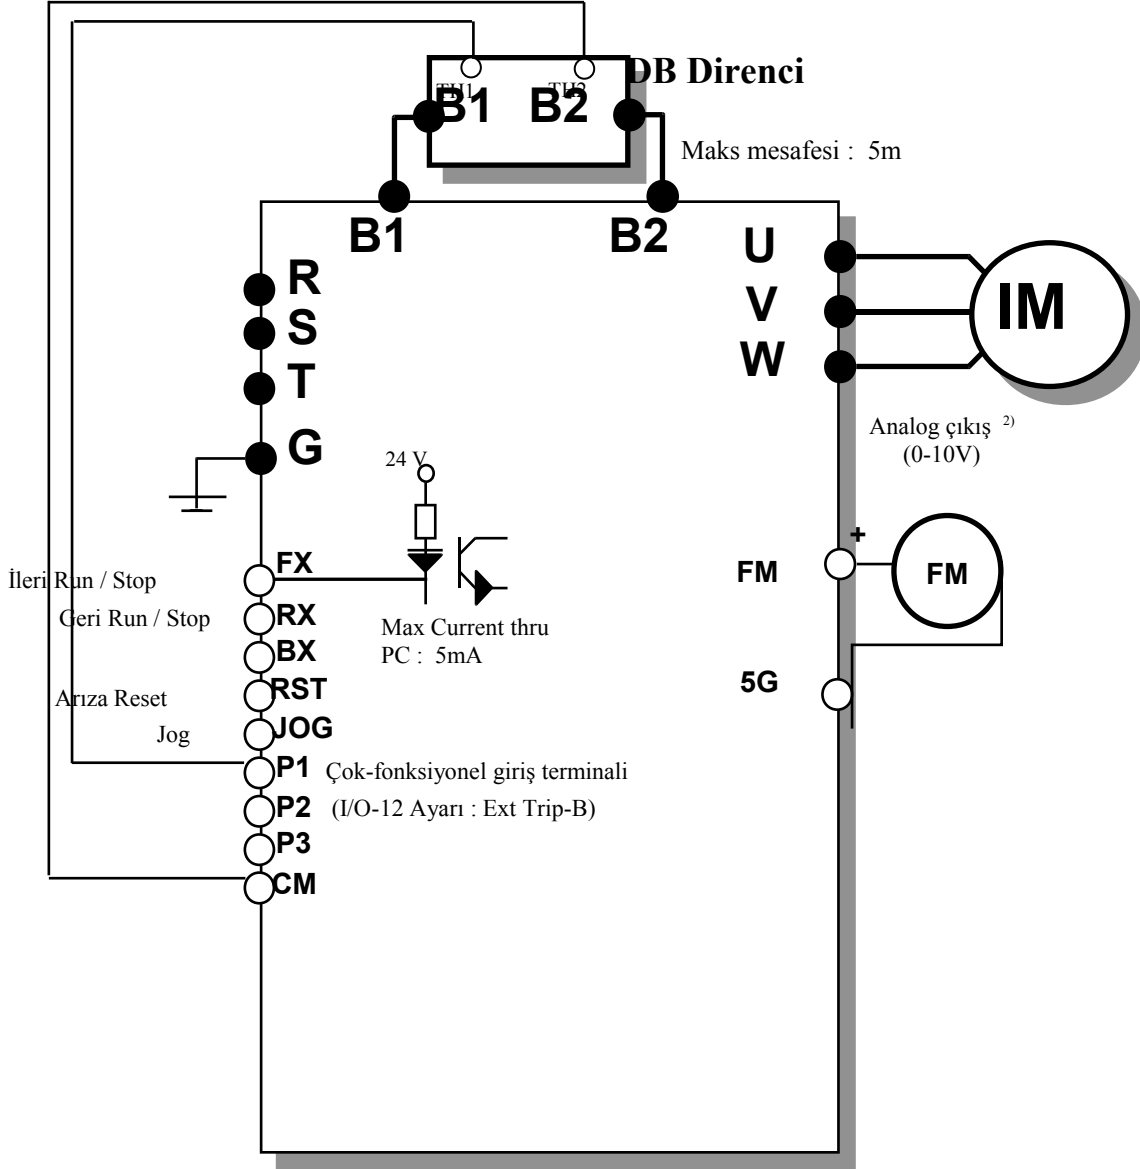 DB Direnci
TH1
TH2
B1
B2
Maks mesafesi : 5m
B1
B2
R
S
T
G
U
V
W
IM
Analog çıkış 2)
(0-10V)
24 V
FX
İleri Run / Stop
RX
Geri Run / Stop
BX
Max Current thru
PC : 5mA
RST
Arıza Reset
JOG
Jog
P1
Çok-fonksiyonel giriş terminali
P2
(I/O-12 Ayarı : Ext Trip-B)
P3
CM
+
FM
FM
5G